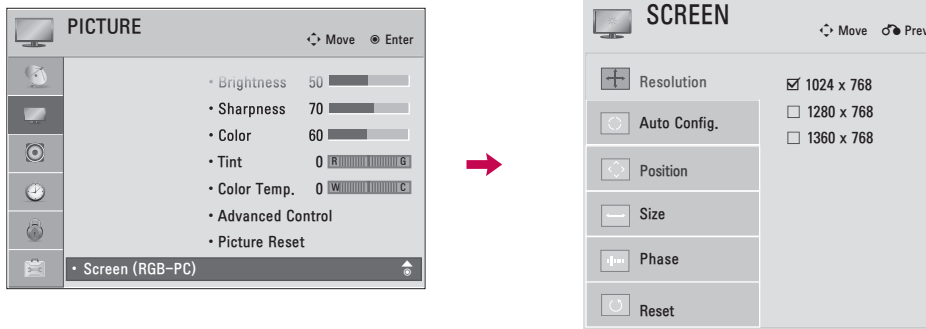 PICTURE
Move Enter
• Brightness 50
• Sharpness 70
• Color 60
• Tint 0 R G
• Color Temp. 0 W C
• Advanced Control
• Picture Reset
• Screen (RGB-PC)
SCREEN
Move Prev
Resolution
Auto Config.
Position
Size
Phase
Reset
☑ 1024 x 768
☐ 1280 x 768
☐ 1360 x 768